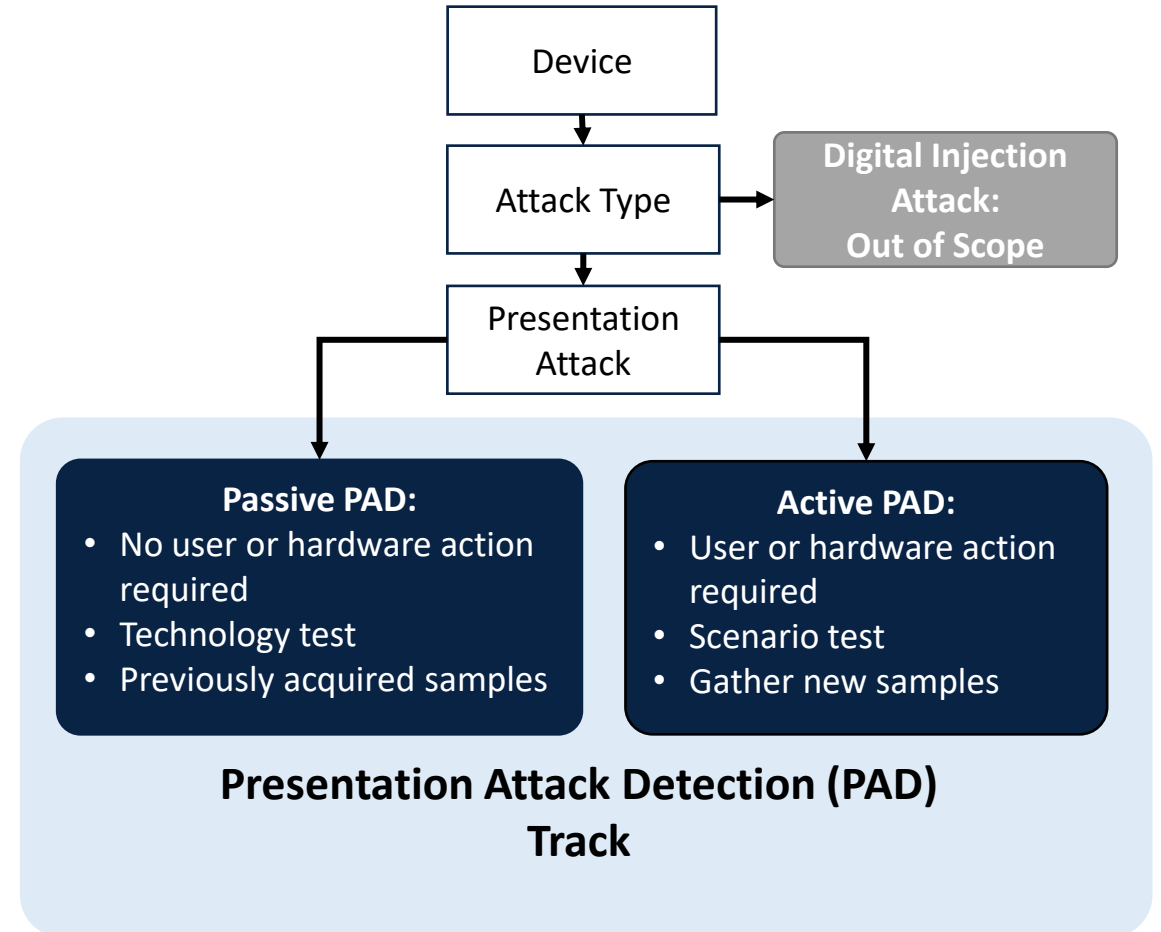 Device
Attack Type
Digital Injection
Attack:
Out of Scope
Presentation
Attack
Passive PAD:
• No user or hardware action
required
• Technology test
• Previously acquired samples
Active PAD:
• User or hardware action
required
• Scenario test
• Gather new samples
Presentation Attack Detection (PAD)
Track